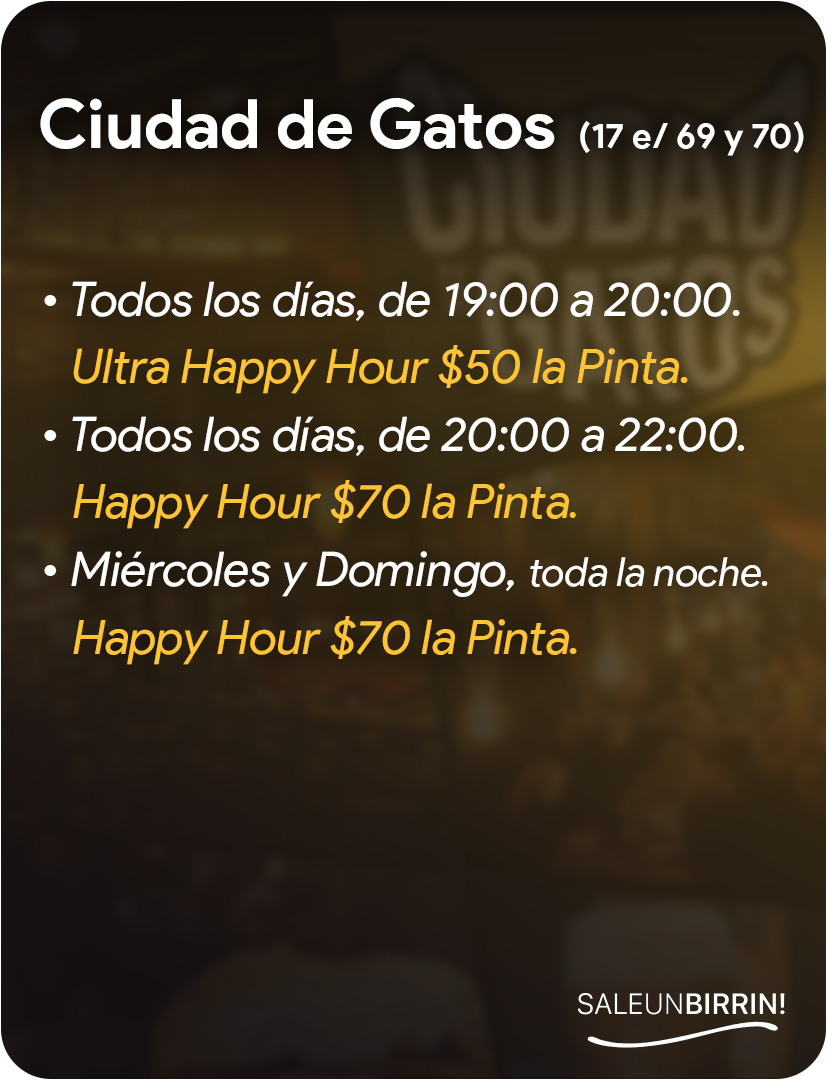 Ciudad de Gatos (17 e/ 69 y 70)
CIUDAD
GATOS
• Todos los días, de 19:00 a 20:00.
Ultra Happy Hour $50 la Pinta.
• Todos los días, de 20:00 a 22:00.
Happy Hour $70 la Pinta.
• Miércoles y Domingo, toda la noche.
Happy Hour $70 la Pinta.
SALEUNBIRRIN!